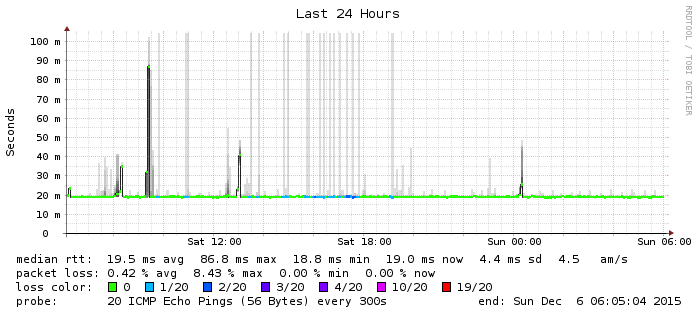 Last 24 Hours
RRDTOOL / TOBI OETIKER
Seconds
100 m
90 m
80 m
70 m
60 m
50 m
40 m
30 m
20 m
10 m
0
Sat 12:00 Sat 18:00 Sun 00:00 Sun 06:00
median rtt: 19.5 ms avg 86.8 ms max 18.8 ms min 19.0 ms now 4.4 ms sd 4.5 am/s
packet loss: 0.42 % avg 8.43 % max 0.00 % min 0.00 % now
loss color: 0 1/20 2/20 3/20 4/20 10/20 19/20
probe: 20 ICMP Echo Pings (56 Bytes) every 300s end: Sun Dec 6 06:05:04 2015